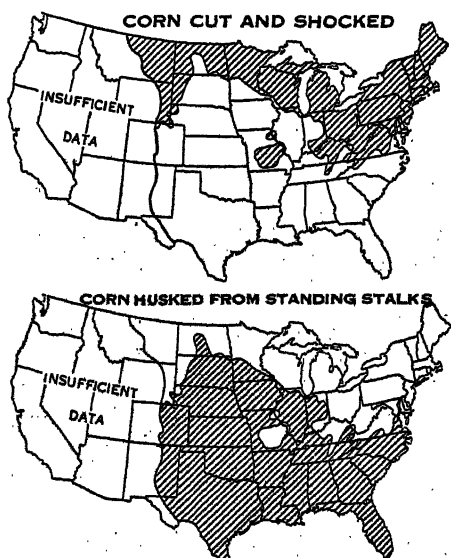 CORN CUT AND SHOCKED
INSUFFICIENT
DATA
CORN HUSKED FROM STANDING STALKS
INSUFFICIENT
DATA